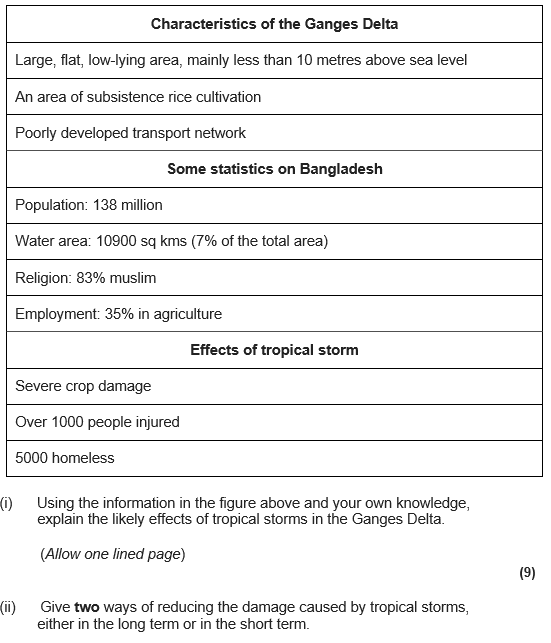 Characteristics of the Ganges Delta
Large, flat, low-lying area, mainly less than 10 metres above sea level
An area of subsistence rice cultivation
Poorly developed transport network
Some statistics on Bangladesh
Population: 138 million
Water area: 10900 sq kms (7% of the total area)
Religion: 83% muslim
Employment: 35% in agriculture
Effects of tropical storm
Severe crop damage
Over 1000 people injured
5000 homeless
(i) Using the information in the figure above and your own knowledge,
explain the likely effects of tropical storms in the Ganges Delta.
(Allow one lined page)
(9)
(ii) Give two ways of reducing the damage caused by tropical storms,
either in the long term or in the short term.